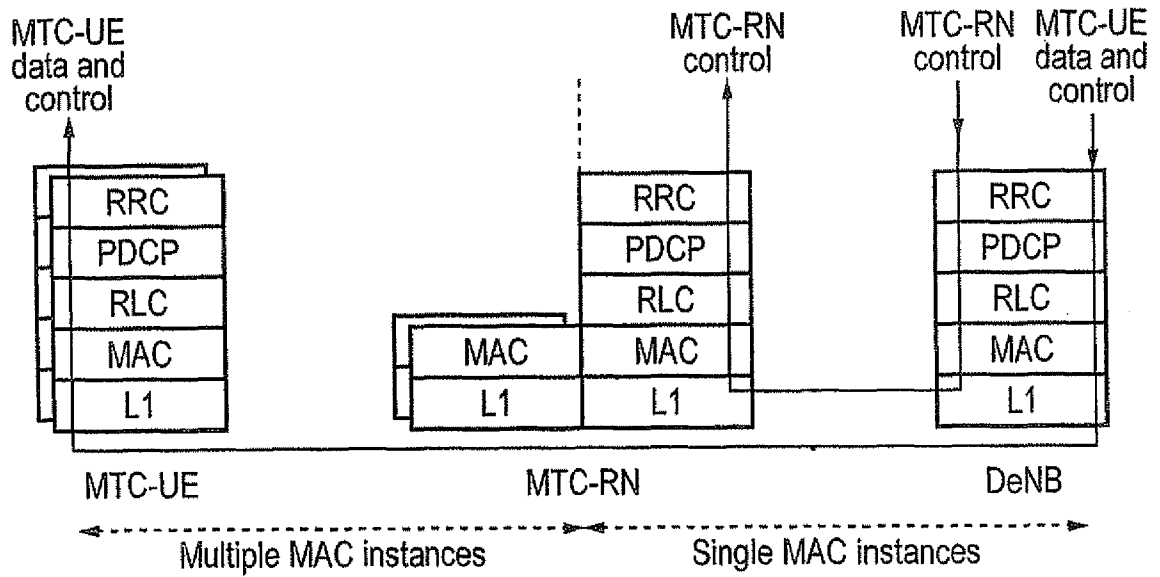 MTC-UE
data and
control
MTC-RN
control
MTC-RN
control
MTC-UE
data and
control
RRC
PDCP
RLC
MAC
L1
MAC
L1
RRC
PDCP
RLC
MAC
L1
RRC
PDCP
RLC
MAC
L1
MTC-UE
MTC-RN
DeNB
Multiple MAC instances
Single MAC instances